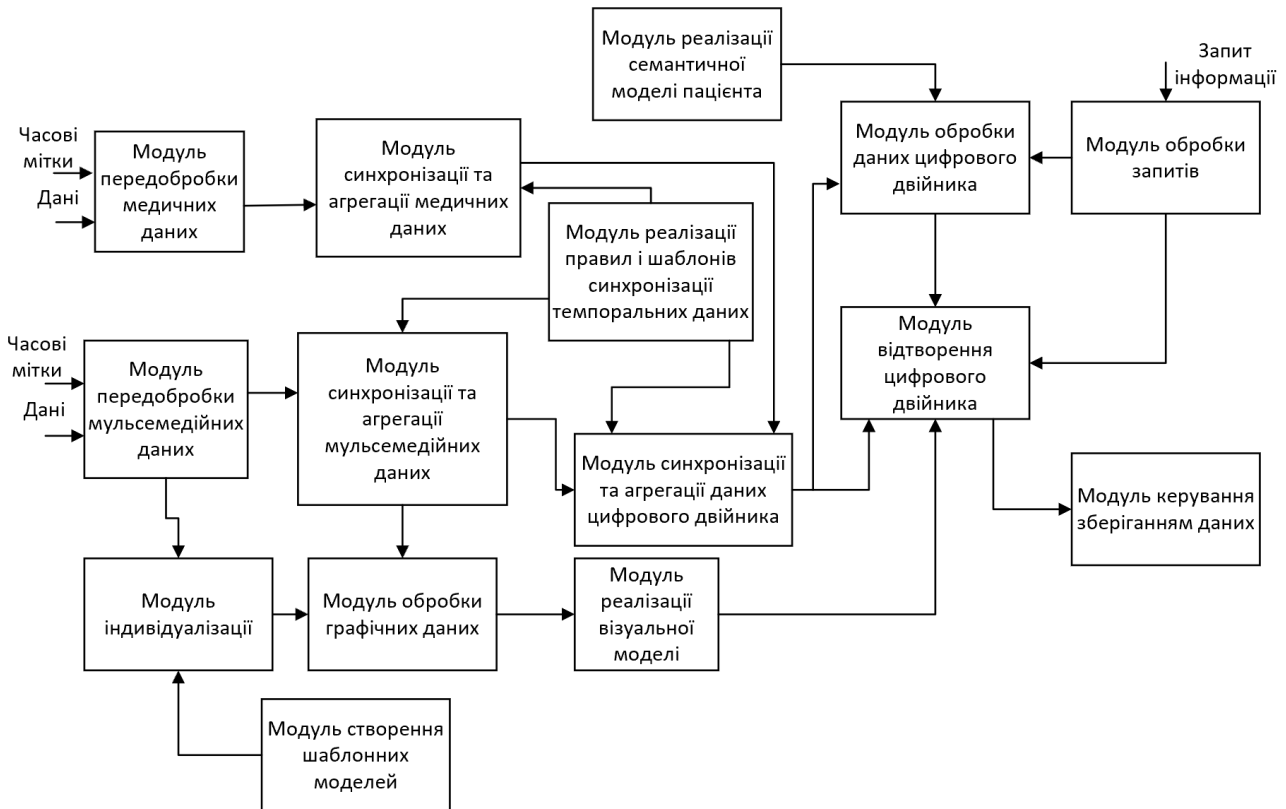 Модуль реалізації
семантичної
моделі пацієнта
Запит
інформації
Часові
мітки
Дані
Модуль
передобробки
медичних
даних
Модуль
синхронізації та
агрегації медичних
даних
Модуль обробки
даних цифрового
двійника
Модуль обробки
запитів
Модуль реалізації
правил і шаблонів
синхронізації
темпоральних даних
Часові
мітки
Дані
Модуль
передобробки
мульсемедійних
даних
Модуль
синхронізації та
агрегації
мульсемедійних
даних
Модуль
відтворення
цифрового
двійника
Модуль синхронізації
та агрегації даних
цифрового двійника
Модуль керування
зберіганням даних
Модуль
індивідуалізації
Модуль обробки
графічних даних
Модуль
реалізації
візуальної
моделі
Модуль створення
шаблонних
моделей